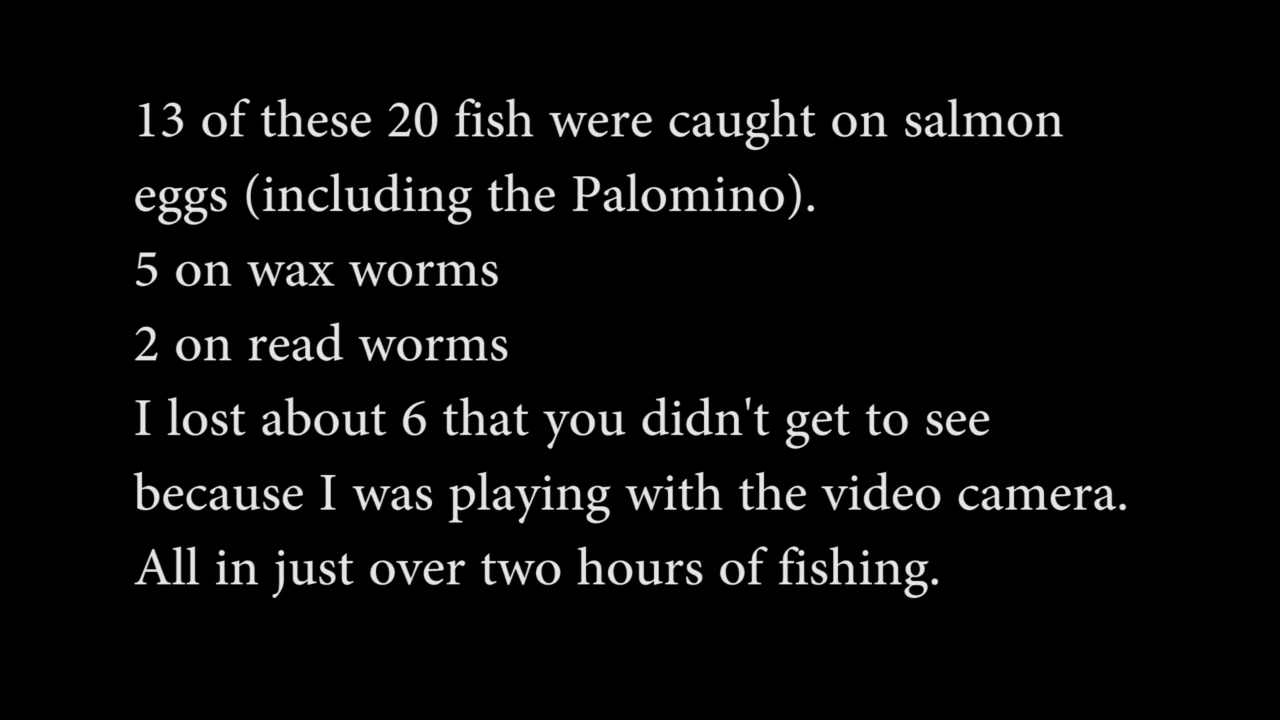 13 of these 20 fish were caught on salmon
eggs (including the Palomino).
5 on wax worms
2 on read worms
I lost about 6 that you didn't get to see
because I was playing with the video camera.
All in just over two hours of fishing.